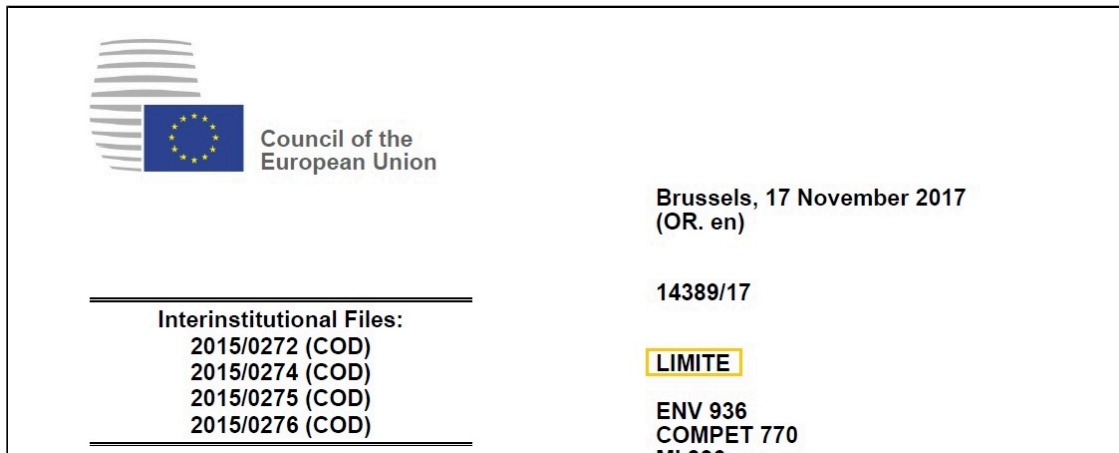 Council of the
European Union
Brussels, 17 November 2017
(OR. en)
14389/17
Interinstitutional Files:
2015/0272 (COD)
2015/0274 (COD)
2015/0275 (COD)
2015/0276 (COD)
LIMITE
ENV 936
COMPET 770